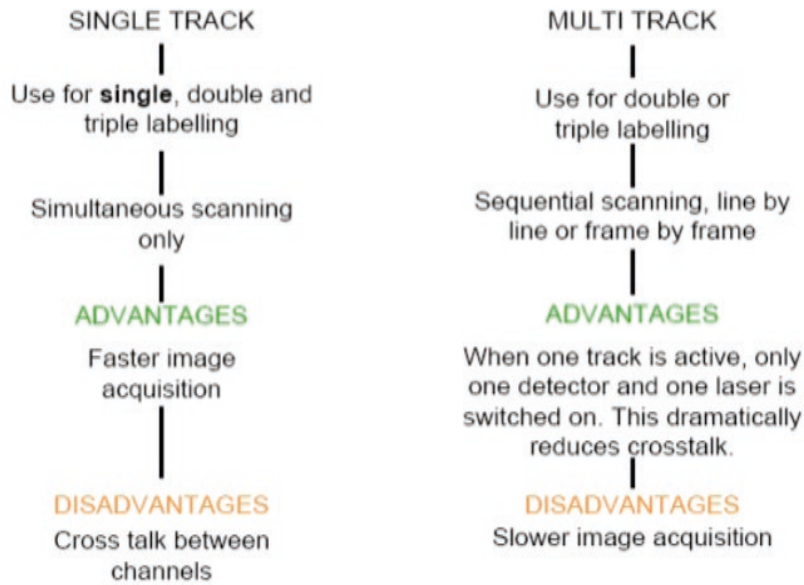 SINGLE TRACK
Use for single, double and
triple labelling
Simultaneous scanning
only
ADVANTAGES
Faster image
acquisition
DISADVANTAGES
Cross talk between
channels
MULTI TRACK
Use for double or
triple labelling
Sequential scanning, line by
line or frame by frame
ADVANTAGES
When one track is active, only
one detector and one laser is
switched on. This dramatically
reduces crosstalk.
DISADVANTAGES
Slower image acquisition